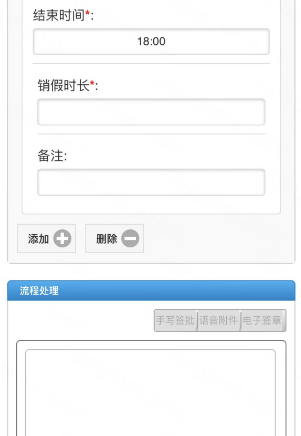 结束时间*:
18:00
销假时长*:
备注:
添加 删除
流程处理
手写签批 语音附件 电子签章